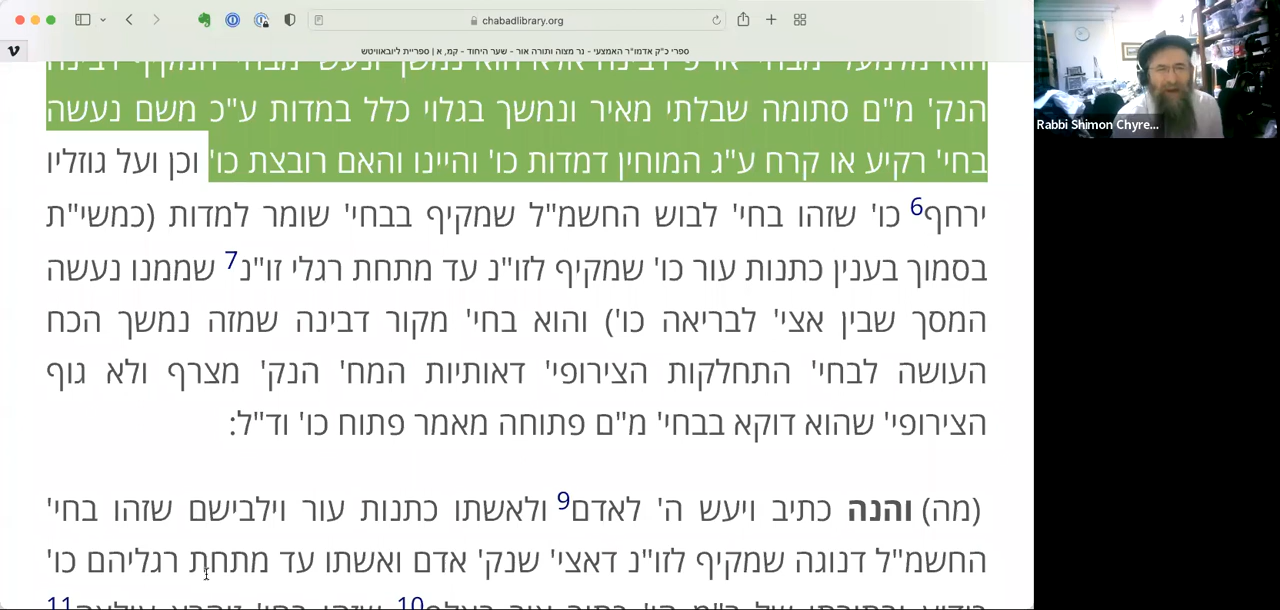 chabadlibrary.org
ספרי כ"ק אדמו"ר האמצעי - נר מצוה ותורה אור - שער היחוד - קמ, א | ספריית ליובאוויטש
Rabbi Shimon Chyre...
הנק' מ"ם סתומה שבלתי מאיר ונמשך בגלוי כלל במדות ע"כ משם נעשה
בחי' רקיע או קרח ע"ג המוחין דמדות כו' והיינו והאם רובצת כו' וכן ועל גוזליו
ירחף6 כו' שזהו בחי' לבוש החשמ"ל שמקיף בבחי' שומר למדות (כמשי"ת
בסמוך בענין כתנות עור כו' שמקיף לזו"נ עד מתחת רגלי זו"נ7 שממנו נעשה
המסך שבין אצי' לבריאה כו') והוא בחי' מקור דבינה שמזה נמשך הכח
העושה לבחי' התחלקות הצירופי' דאותיות המח' הנק' מצרף ולא גוף
הצירופי' שהוא דוקא בבחי' מ"ם פתוחה מאמר פתוח כו' וד"ל:
(מה) והנה כתיב ויעש ה' לאדם9 ולאשתו כתנות עור וילבישם שזהו בחי'
החשמ"ל דנוגה שמקיף לזו"נ דאצי' שנק' אדם ואשתו עד מתחת רגליהם כו'